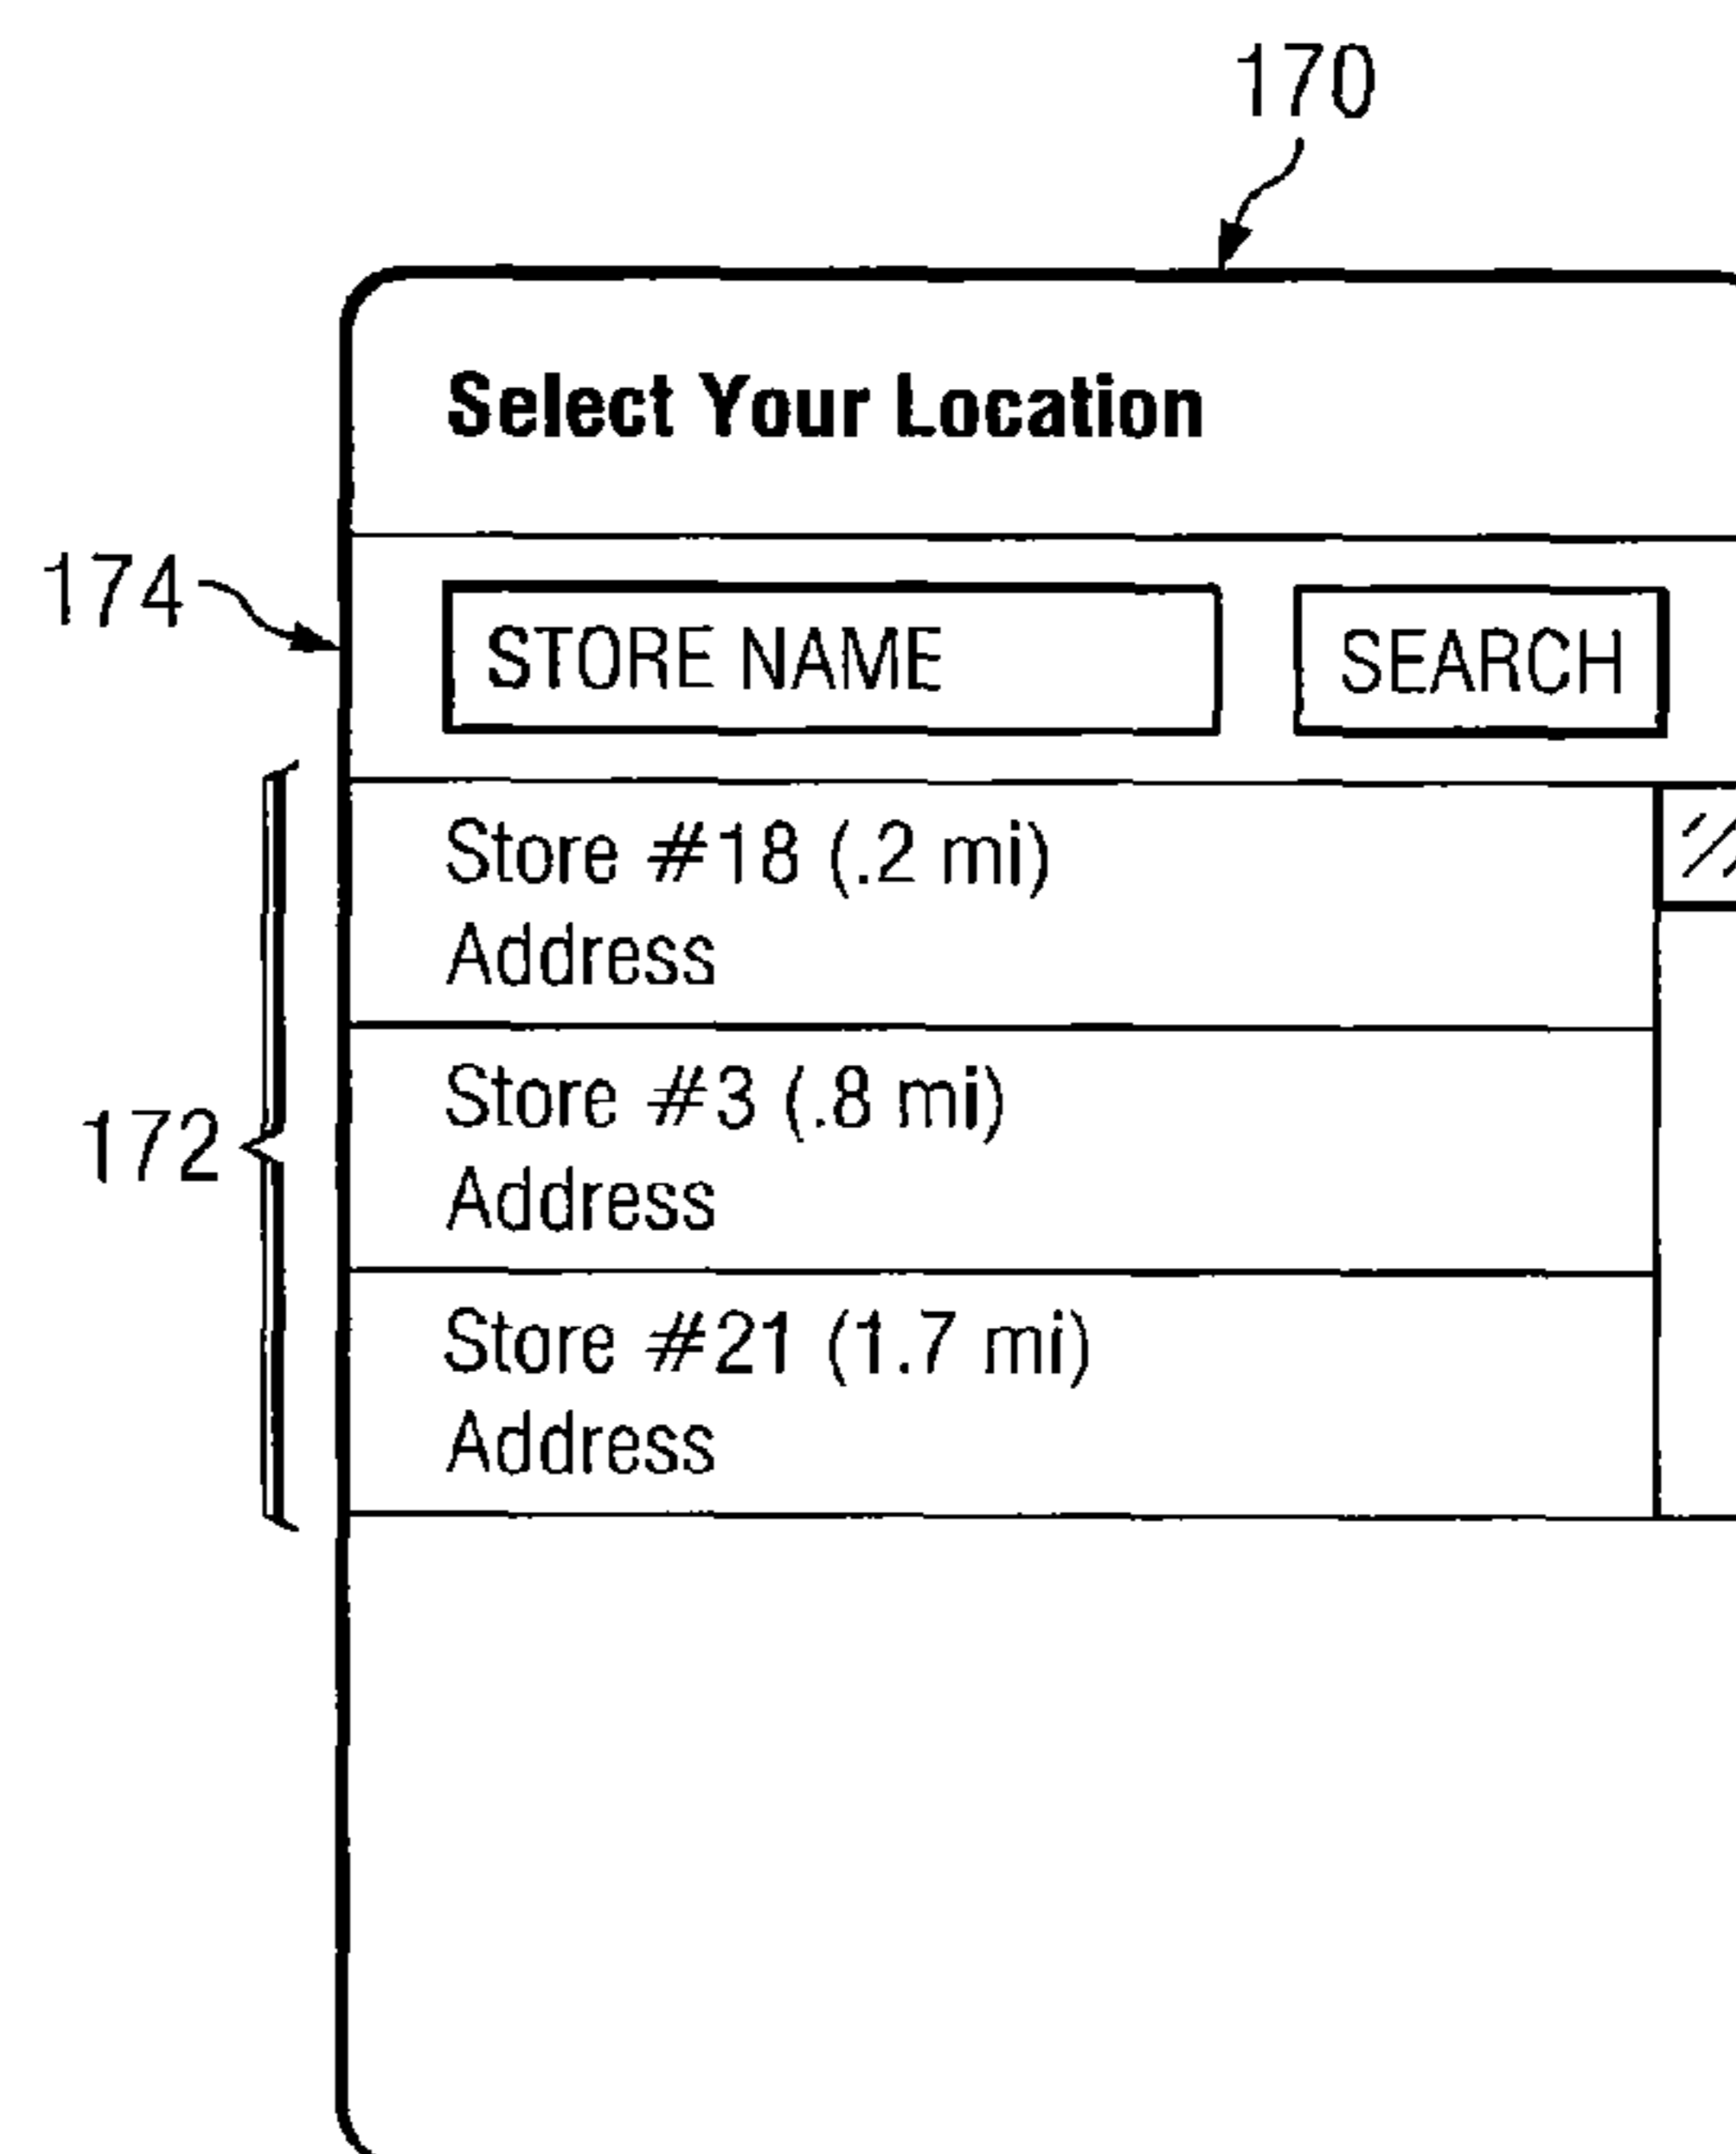 170
Select Your Location
174
STORE NAME SEARCH
Store #18 (.2 mi)
Address
172
Store #3 (.8 mi)
Address
Store #21 (1.7 mi)
Address